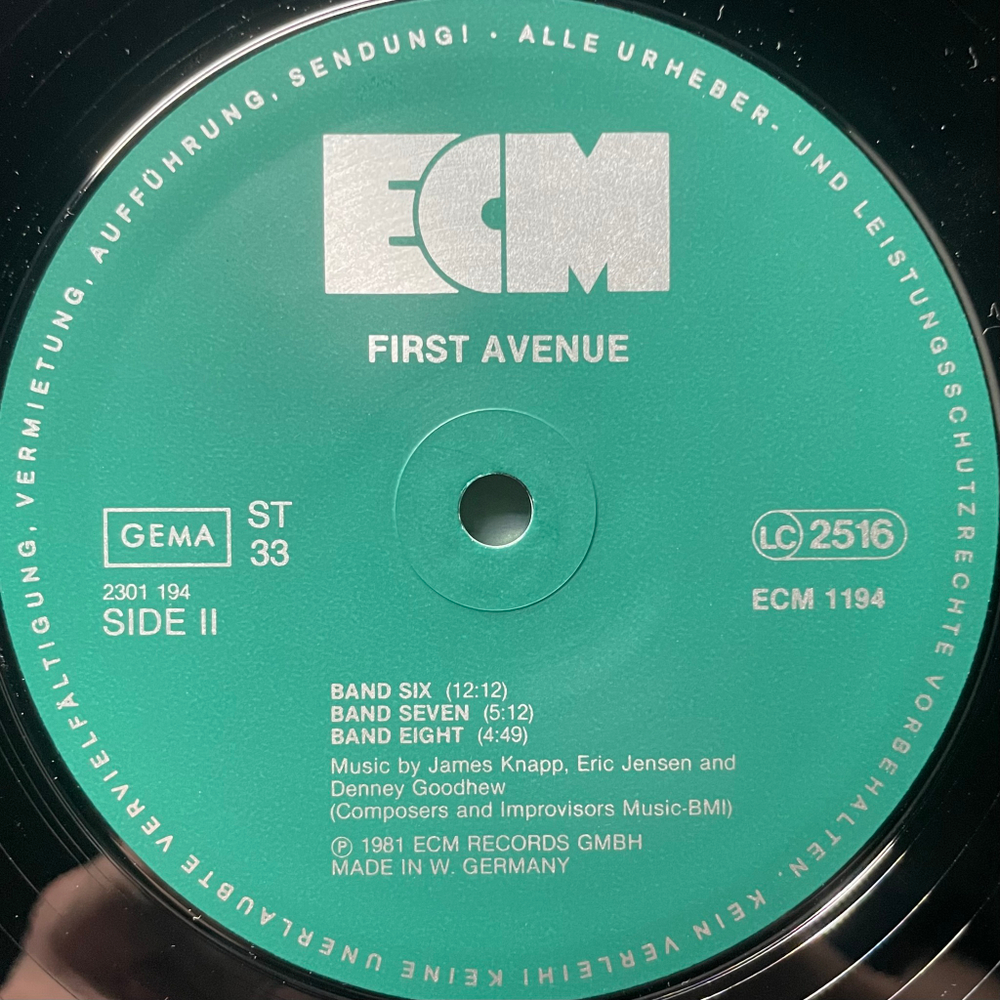 ALLE URHEBER- UND LEISTUNGSSCHUTZRECHTE VORBEHALTEN. KEIN VERLEIH! KEINE UNERLAUBTE VERVIELFÄLTIGUNG, VERMIETUNG, AUFFÜHRUNG, SENDUNG! ·
ECM
FIRST AVENUE
GEMA
ST
33
2301 194
SIDE II
LC 2516
ECM 1194
BAND SIX (12:12)
BAND SEVEN (5:12)
BAND EIGHT (4:49)
Music by James Knapp, Eric Jensen and
Denney Goodhew
(Composers and Improvisors Music-BMI)
℗ 1981 ECM RECORDS GMBH
MADE IN W. GERMANY